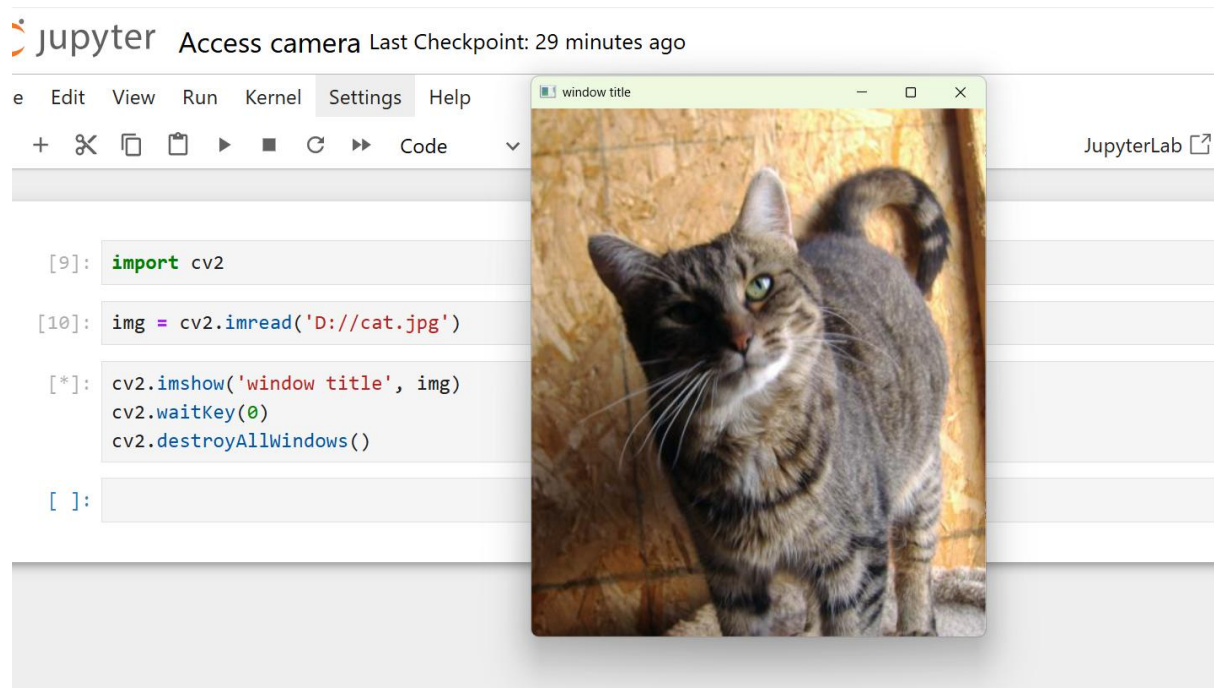 jupyter Access camera Last Checkpoint: 29 minutes ago
e Edit View Run Kernel Settings Help
Code
JupyterLab
window title
[9]: import cv2
[10]: img = cv2.imread('D://cat.jpg')
[*]: cv2.imshow('window title', img)
cv2.waitKey(0)
cv2.destroyAllWindows()
[ ]: